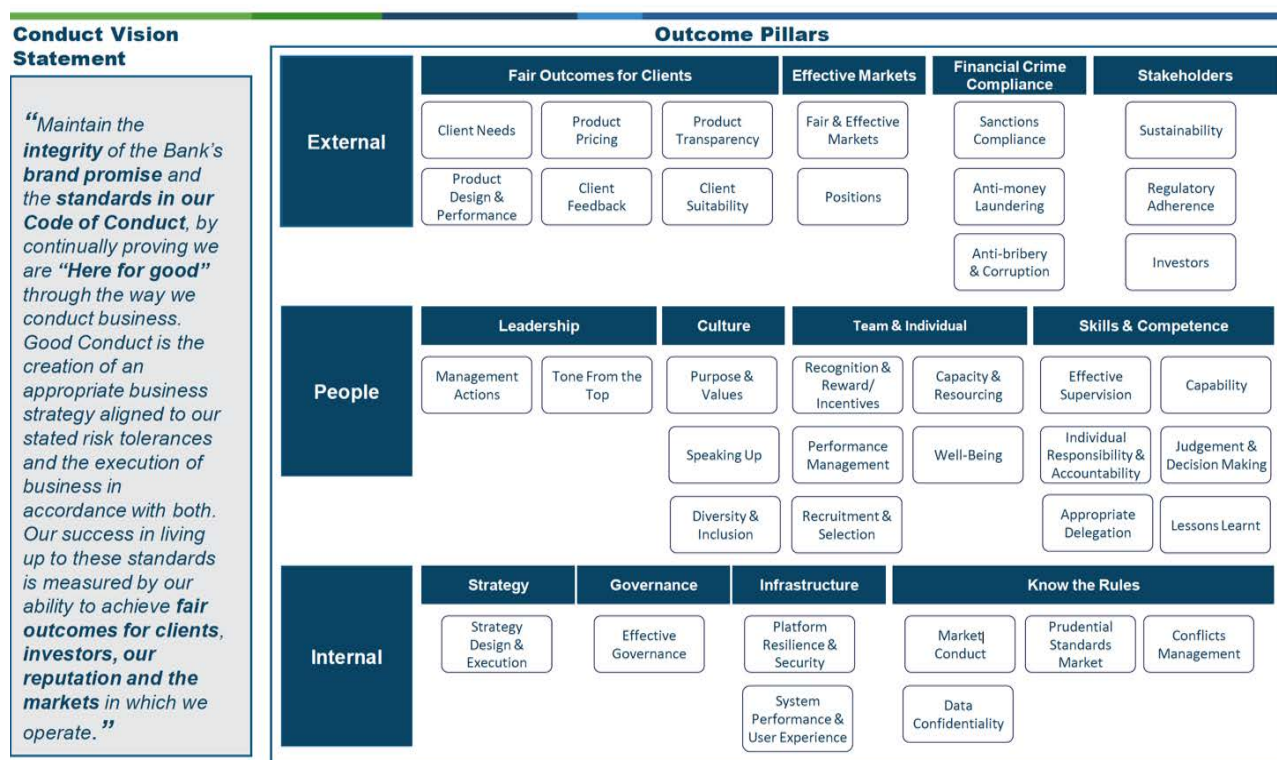 Conduct Vision
Statement
“Maintain the
integrity of the Bank’s
brand promise and
the standards in our
Code of Conduct, by
continually proving we
are “Here for good”
through the way we
conduct business.
Good Conduct is the
creation of an
appropriate business
strategy aligned to our
stated risk tolerances
and the execution of
business in
accordance with both.
Our success in living
up to these standards
is measured by our
ability to achieve fair
outcomes for clients,
investors, our
reputation and the
markets in which we
operate.”
Outcome Pillars
External
Fair Outcomes for Clients
Client Needs
Product
Pricing
Product
Transparency
Product
Design &
Performance
Client
Feedback
Client
Suitability
Effective Markets
Fair & Effective
Markets
Positions
Financial Crime
Compliance
Sanctions
Compliance
Anti-money
Laundering
Anti-bribery
& Corruption
Stakeholders
Sustainability
Regulatory
Adherence
Investors
People
Leadership
Management
Actions
Tone From the
Top
Culture
Purpose &
Values
Speaking Up
Diversity &
Inclusion
Team & Individual
Recognition &
Reward/
Incentives
Capacity &
Resourcing
Performance
Management
Well-Being
Recruitment &
Selection
Skills & Competence
Effective
Supervision
Capability
Individual
Responsibility &
Accountability
Judgement &
Decision Making
Appropriate
Delegation
Lessons Learnt
Internal
Strategy
Strategy
Design &
Execution
Governance
Effective
Governance
Infrastructure
Platform
Resilience &
Security
System
Performance &
User Experience
Know the Rules
Market
Conduct
Prudential
Standards
Market
Conflicts
Management
Data
Confidentiality